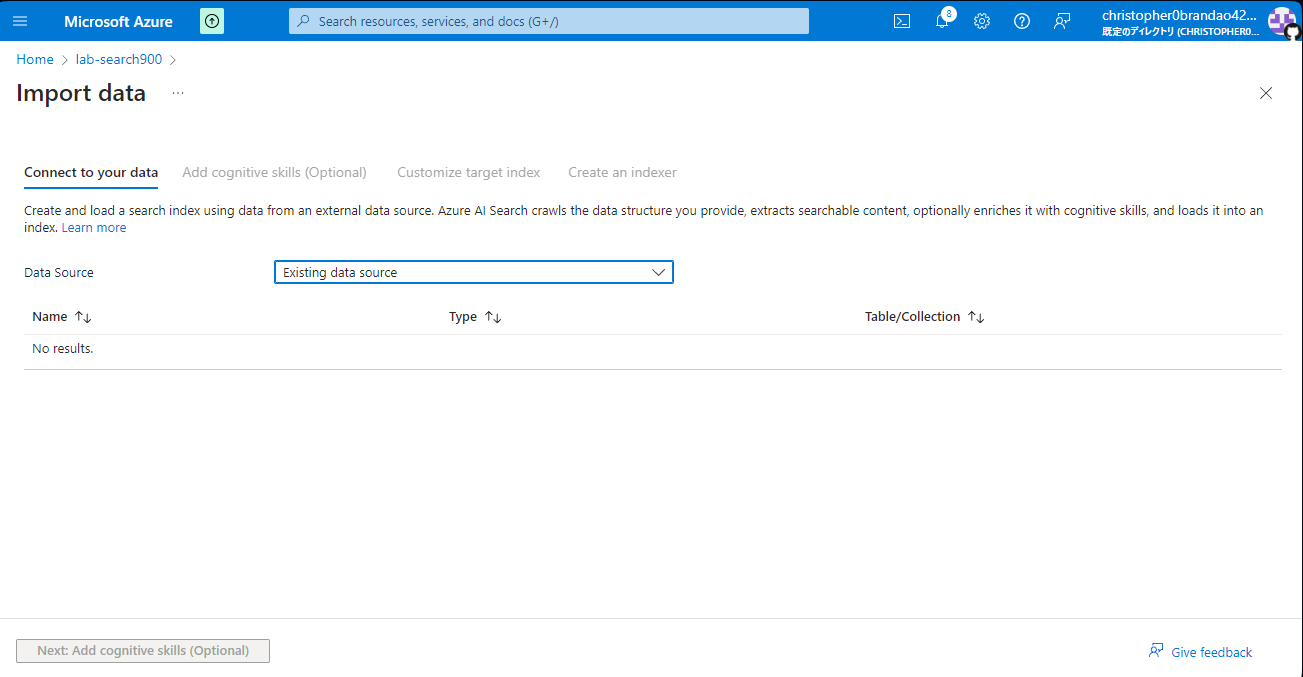 Microsoft Azure
Search resources, services, and docs (G+/)
8
christopher0brandao42...
既定のディレクトリ (CHRISTOPHER0...
Home > lab-search900 >
Import data ...
Connect to your data
Add cognitive skills (Optional)
Customize target index
Create an indexer
Create and load a search index using data from an external data source. Azure AI Search crawls the data structure you provide, extracts searchable content, optionally enriches it with cognitive skills, and loads it into an
index. Learn more
Data Source
Existing data source
Name
Type
Table/Collection
No results.
Next: Add cognitive skills (Optional)
Give feedback